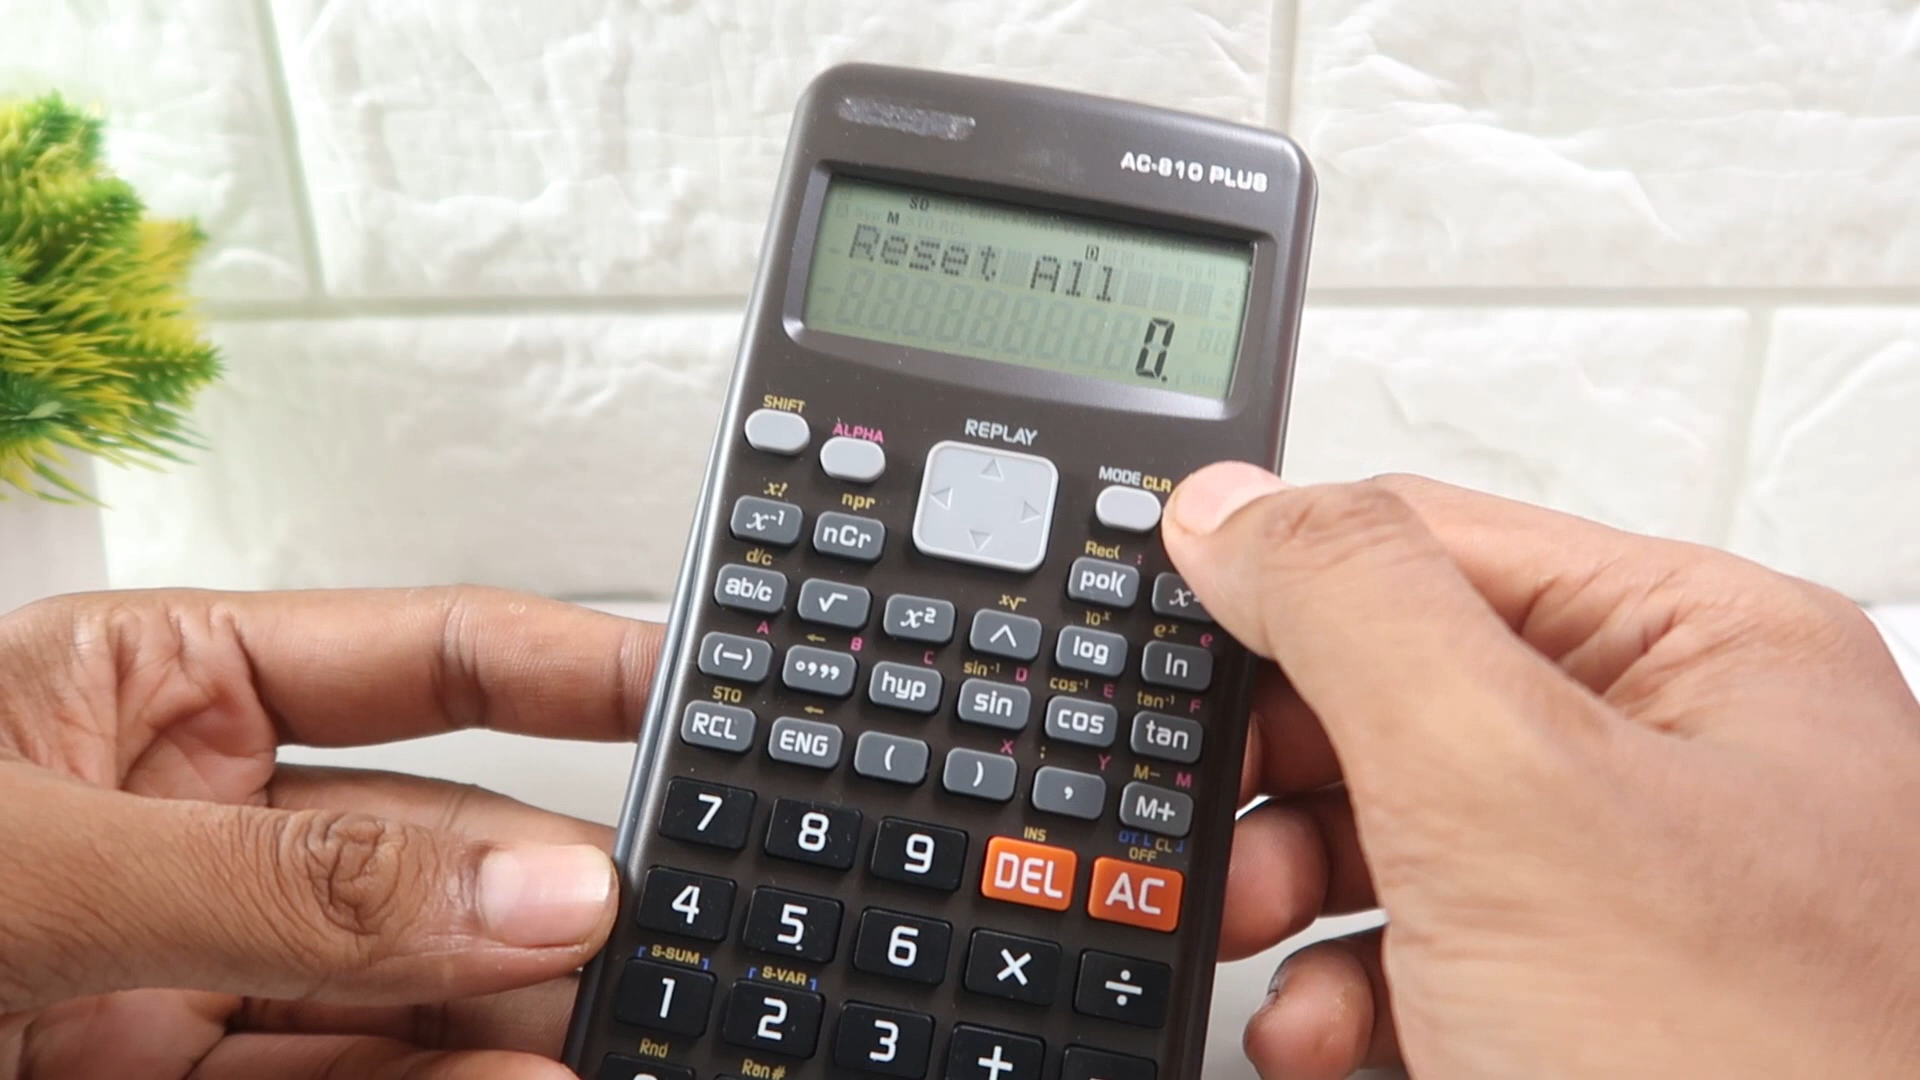 AC-810 PLUS
SD
M
D
Reset All
0.
SHIFT
ALPHA
REPLAY
MODE CLR
x! npr
x⁻¹ nCr
Rec( :
pol(
d/c
ab/c √ x² ^ log ln
x√ 10ˣ eˣ e
A ← B C sin⁻¹ D cos⁻¹ E tan⁻¹ F
(−) °,,, hyp sin cos tan
STO ← X ; Y M− M
RCL ENG ( ) , M+
INS DT CL
OFF
7 8 9 DEL AC
4 5 6 × ÷
S-SUM S-VAR
1 2 3 +
Rnd Ran#